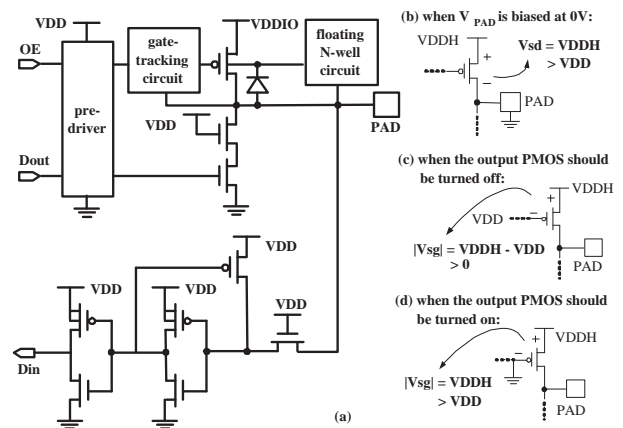 VDD
VDDIO
OE
gate-
tracking
circuit
floating
N-well
circuit
pre-
driver
VDD
PAD
Dout
VDD
VDD
VDD
VDD
Din
(a)
(b) when V PAD is biased at 0V:
VDDH
+
Vsd = VDDH
> VDD
−
PAD
(c) when the output PMOS should
be turned off:
VDDH
+
VDD
−
|Vsg| = VDDH - VDD
> 0
PAD
(d) when the output PMOS should
be turned on:
VDDH
+
−
|Vsg| = VDDH
> VDD
PAD